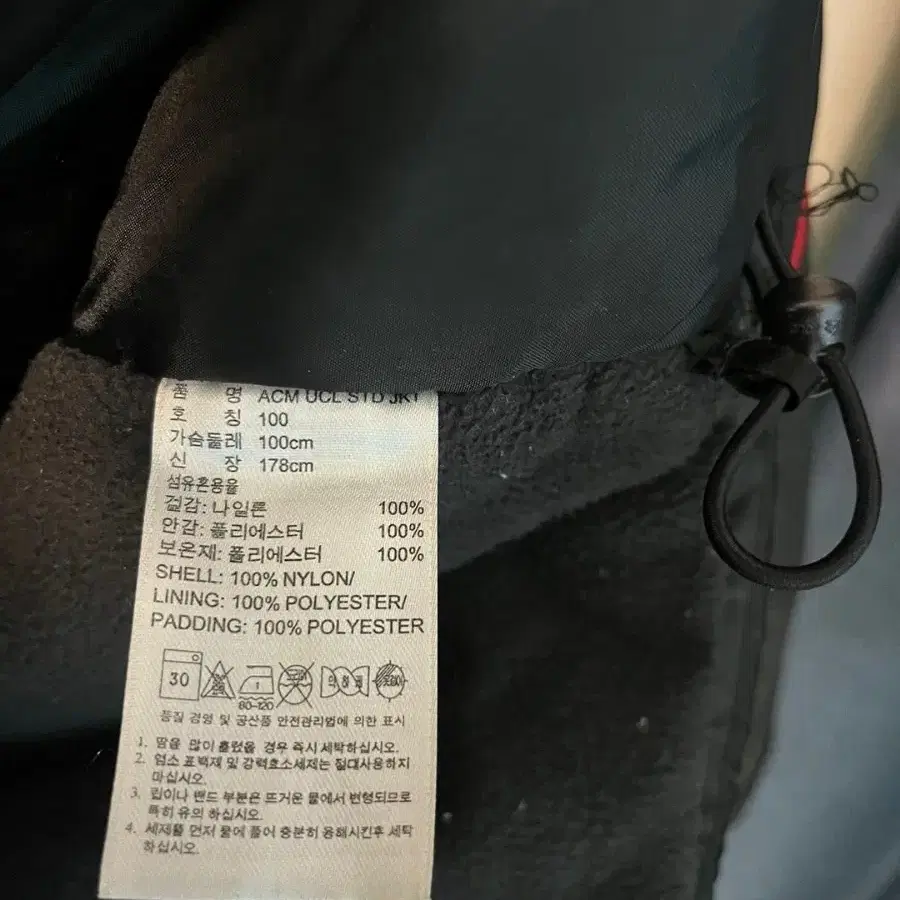 품 명 ACM UCL STD JKT
호 칭 100
가슴둘레 100cm
신 장 178cm
섬유혼용율
겉감: 나일론 100%
안감: 폴리에스터 100%
보온재: 폴리에스터 100%
SHELL: 100% NYLON/
LINING: 100% POLYESTER/
PADDING: 100% POLYESTER
30
1
80~120
품질 경영 및 공산품 안전관리법에 의한 표시
1. 땀을 많이 흘렸을 경우 즉시 세탁하십시오.
2. 염소 표백제 및 강력효소세제는 절대사용하지
마십시오.
3. 립이나 밴드 부분은 뜨거운 물에서 변형되므로
특히 유의 하십시오.
4. 세제를 먼저 물에 풀어 충분히 용해시킨후 세탁
하십시오.